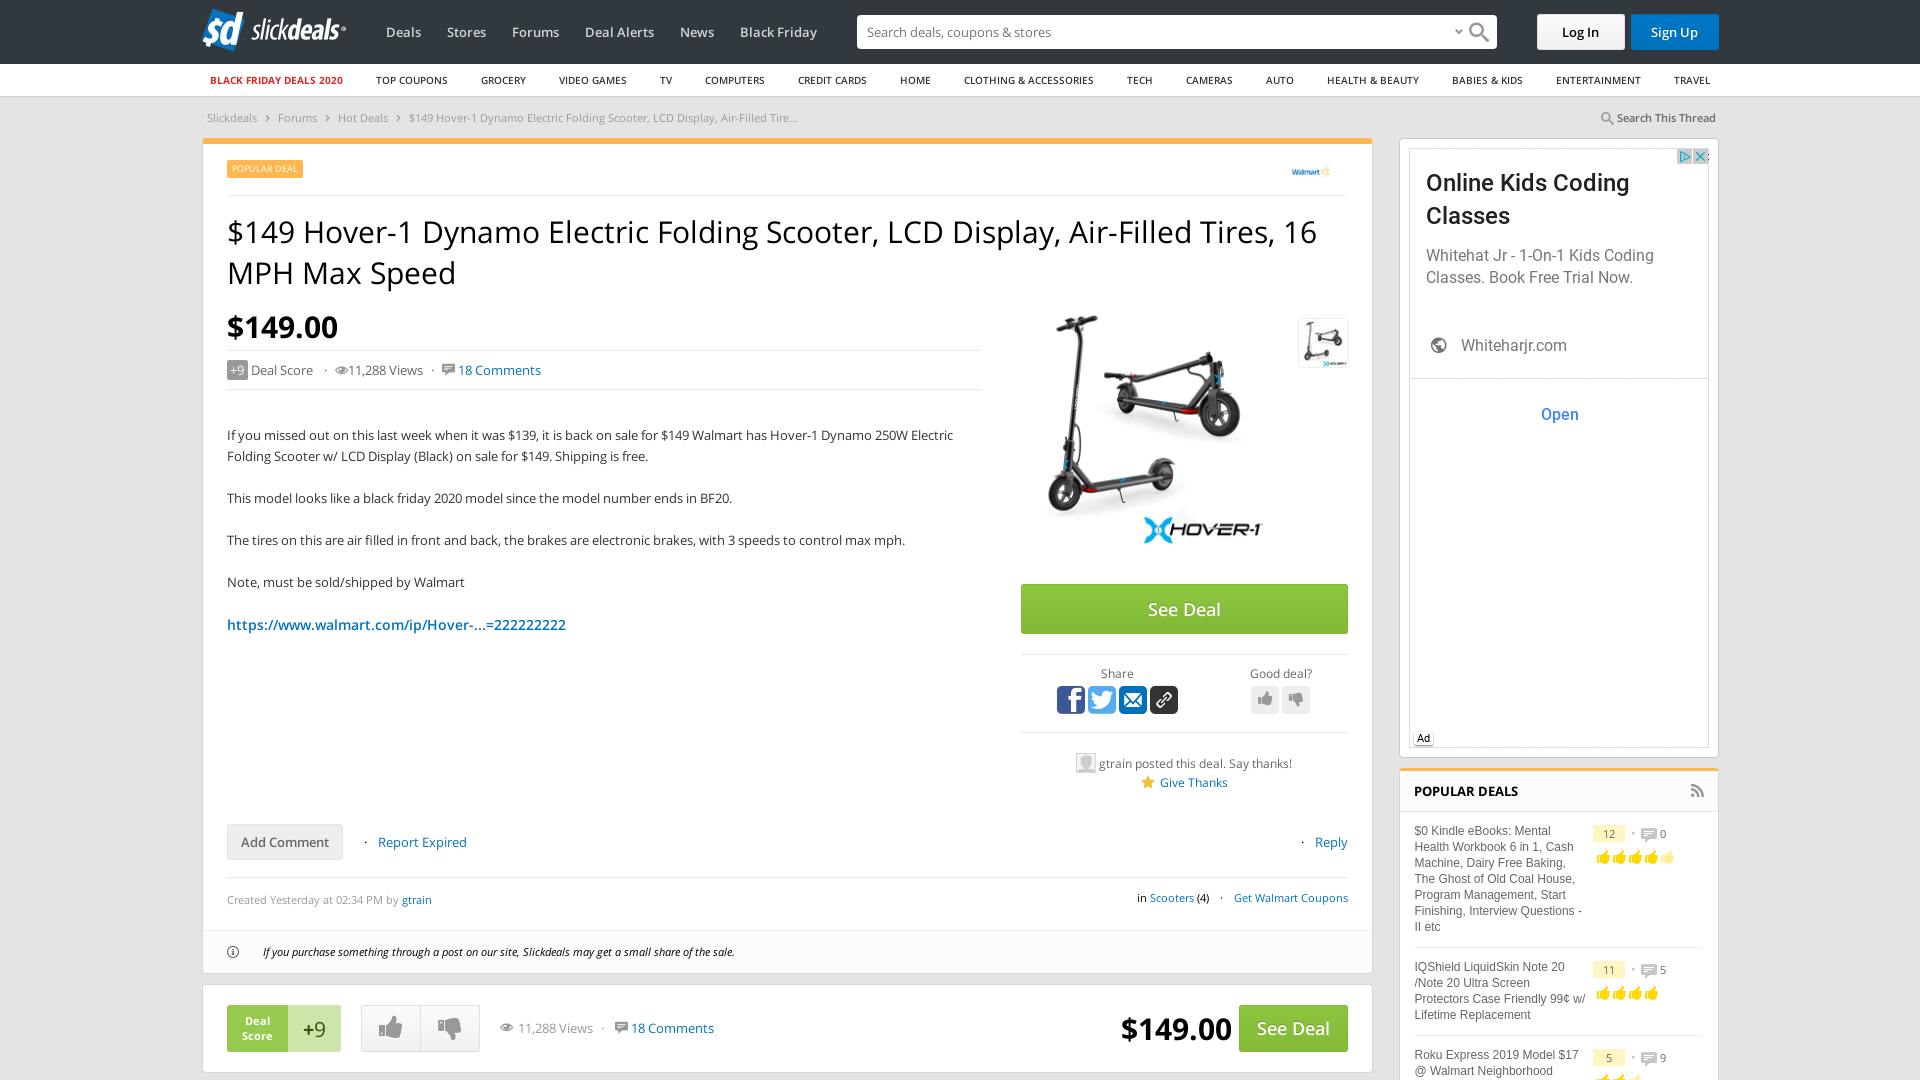 sd slickdeals
Deals
Stores
Forums
Deal Alerts
News
Black Friday
Search deals, coupons & stores
Log In
Sign Up
BLACK FRIDAY DEALS 2020
TOP COUPONS
GROCERY
VIDEO GAMES
TV
COMPUTERS
CREDIT CARDS
HOME
CLOTHING & ACCESSORIES
TECH
CAMERAS
AUTO
HEALTH & BEAUTY
BABIES & KIDS
ENTERTAINMENT
TRAVEL
Slickdeals › Forums › Hot Deals › $149 Hover-1 Dynamo Electric Folding Scooter, LCD Display, Air-Filled Tire...
Search This Thread
POPULAR DEAL
Walmart
$149 Hover-1 Dynamo Electric Folding Scooter, LCD Display, Air-Filled Tires, 16
MPH Max Speed
$149.00
+9 Deal Score · 11,288 Views · 18 Comments
If you missed out on this last week when it was $139, it is back on sale for $149 Walmart has Hover-1 Dynamo 250W Electric
Folding Scooter w/ LCD Display (Black) on sale for $149. Shipping is free.
This model looks like a black friday 2020 model since the model number ends in BF20.
The tires on this are air filled in front and back, the brakes are electronic brakes, with 3 speeds to control max mph.
Note, must be sold/shipped by Walmart
https://www.walmart.com/ip/Hover-...=222222222
HOVER-1
HOVER-1
See Deal
Share
Good deal?
gtrain posted this deal. Say thanks!
Give Thanks
Add Comment · Report Expired
· Reply
Created Yesterday at 02:34 PM by gtrain
in Scooters (4) · Get Walmart Coupons
If you purchase something through a post on our site, Slickdeals may get a small share of the sale.
Deal
Score
+9
11,288 Views · 18 Comments
$149.00
See Deal
Online Kids Coding
Classes
Whitehat Jr - 1-On-1 Kids Coding
Classes. Book Free Trial Now.
Whiteharjr.com
Open
Ad
POPULAR DEALS
$0 Kindle eBooks: Mental
Health Workbook 6 in 1, Cash
Machine, Dairy Free Baking,
The Ghost of Old Coal House,
Program Management, Start
Finishing, Interview Questions -
II etc
12 • 0
IQShield LiquidSkin Note 20
/Note 20 Ultra Screen
Protectors Case Friendly 99¢ w/
Lifetime Replacement
11 • 5
Roku Express 2019 Model $17
@ Walmart Neighborhood
5 • 9